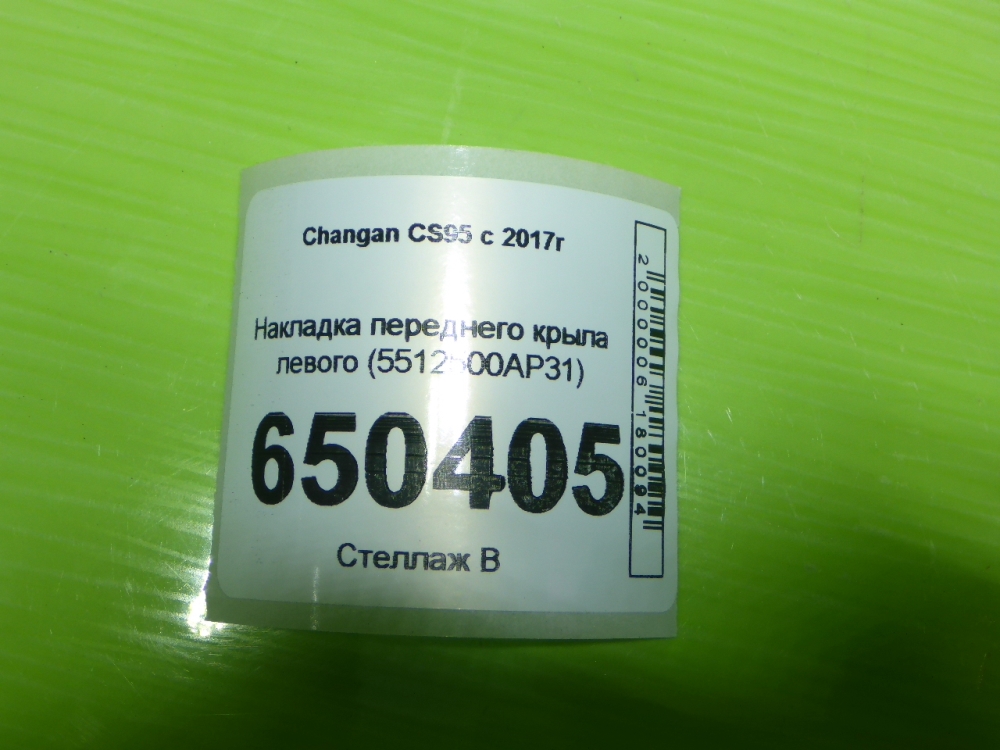 Changan CS95 с 2017г
Накладка переднего крыла
левого (5512500AP31)
650405
Стеллаж В
2000006180094